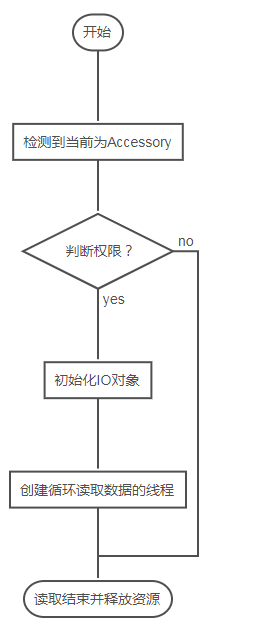 开始
检测到当前为Accessory
判断权限？
no
yes
初始化IO对象
创建循环读取数据的线程
读取结束并释放资源